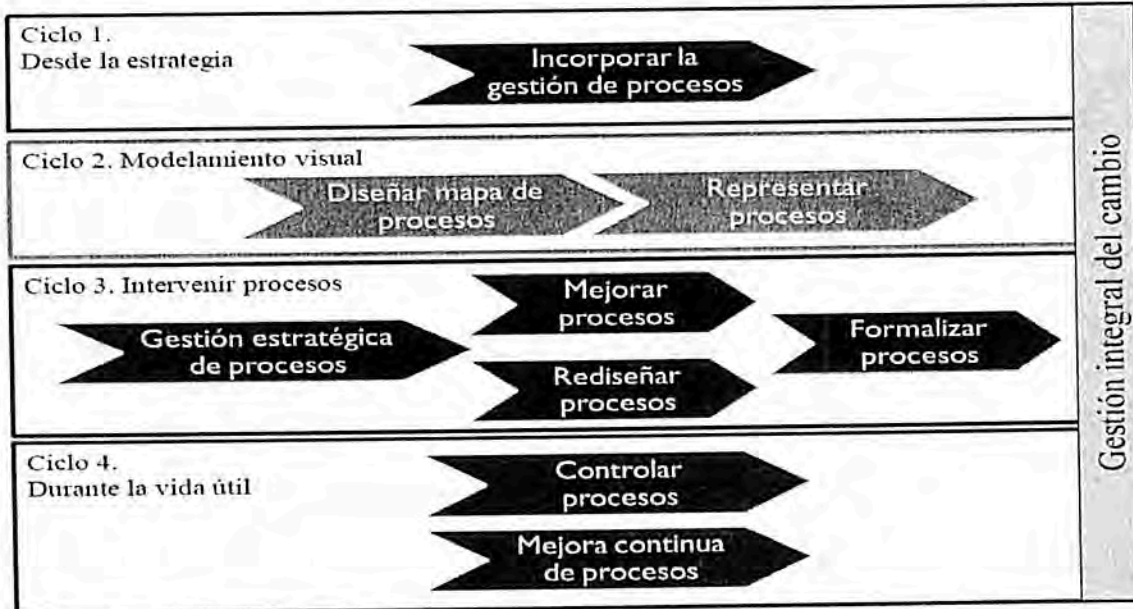 Ciclo 1.
Desde la estrategia
Incorporar la
gestión de procesos
Ciclo 2. Modelamiento visual
Diseñar mapa de
procesos
Representar
procesos
Ciclo 3. Intervenir procesos
Gestión estratégica
de procesos
Mejorar
procesos
Rediseñar
procesos
Formalizar
procesos
Ciclo 4.
Durante la vida útil
Controlar
procesos
Mejora continua
de procesos
Gestión integral del cambio